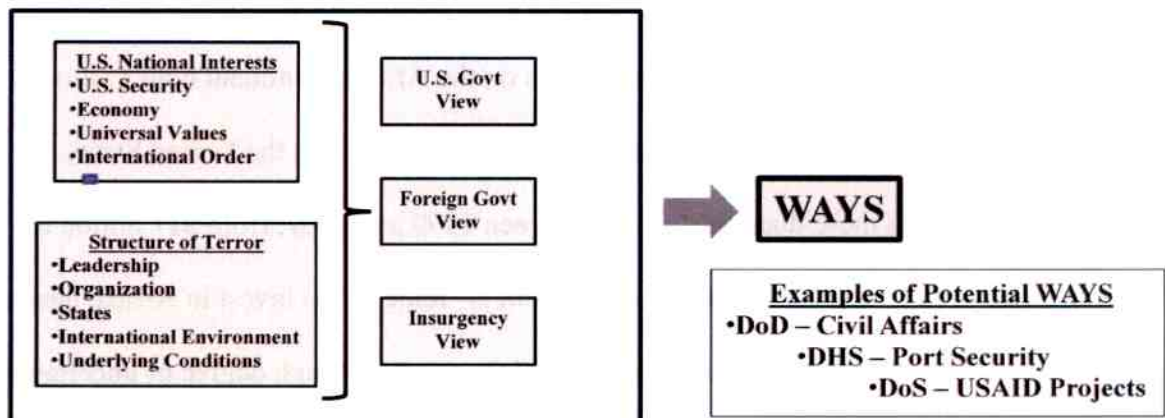 U.S. National Interests
•U.S. Security
•Economy
•Universal Values
•International Order
Structure of Terror
•Leadership
•Organization
•States
•International Environment
•Underlying Conditions
U.S. Govt
View
Foreign Govt
View
Insurgency
View
WAYS
Examples of Potential WAYS
•DoD – Civil Affairs
•DHS – Port Security
•DoS – USAID Projects